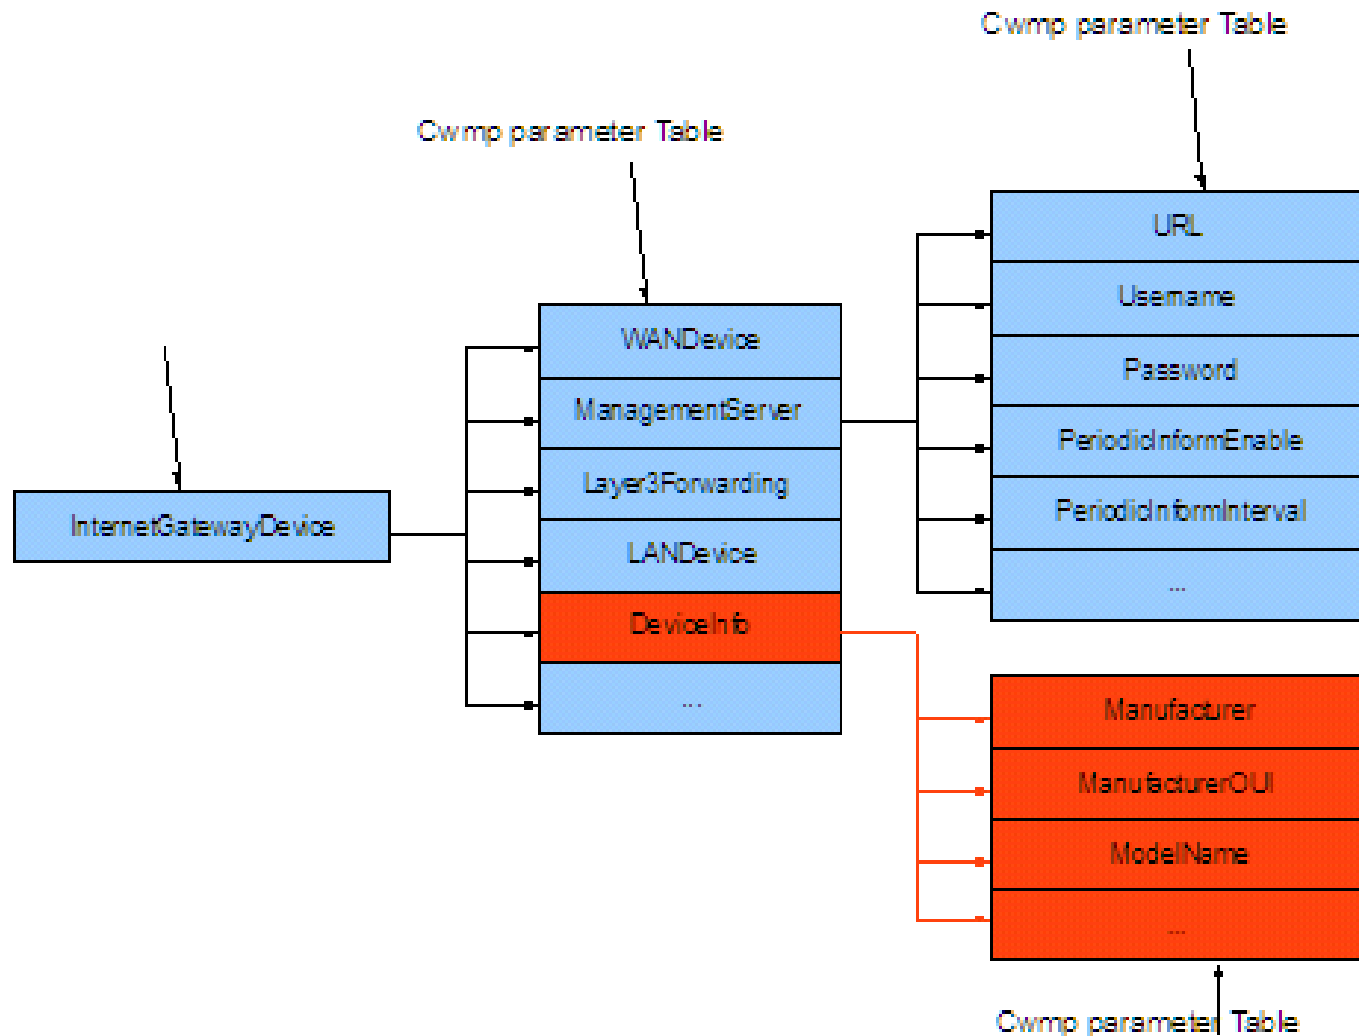 Cwmp parameter Table
Cwmp parameter Table
URL
Username
Password
PeriodicInformEnable
PeriodicInformInterval
...
WANDevice
ManagementServer
Layer3Forwarding
LANDevice
DeviceInfo
...
InternetGatewayDevice
Manufacturer
ManufacturerOUI
ModelName
...
Cwmp parameter Table